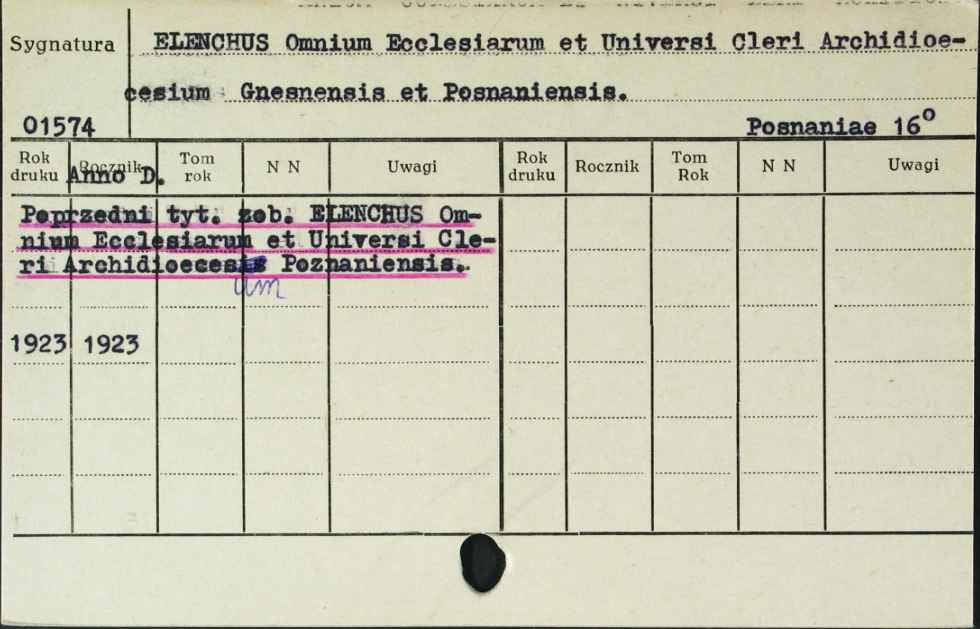 Sygnatura
ELENCHUS Omnium Ecclesiarum et Universi Cleri Archidioe-
cesium Gnesnensis et Posnaniensis.
01574
Posnaniae 16°
Rok druku Rocznik Tom rok N N Uwagi Rok druku Rocznik Tom Rok N N Uwagi
Anno D.
Poprzedni tyt. zob. ELENCHUS Om-
nium Ecclesiarum et Universi Cle-
ri Archidioecesis Poznaniensis.
um
1923 1923